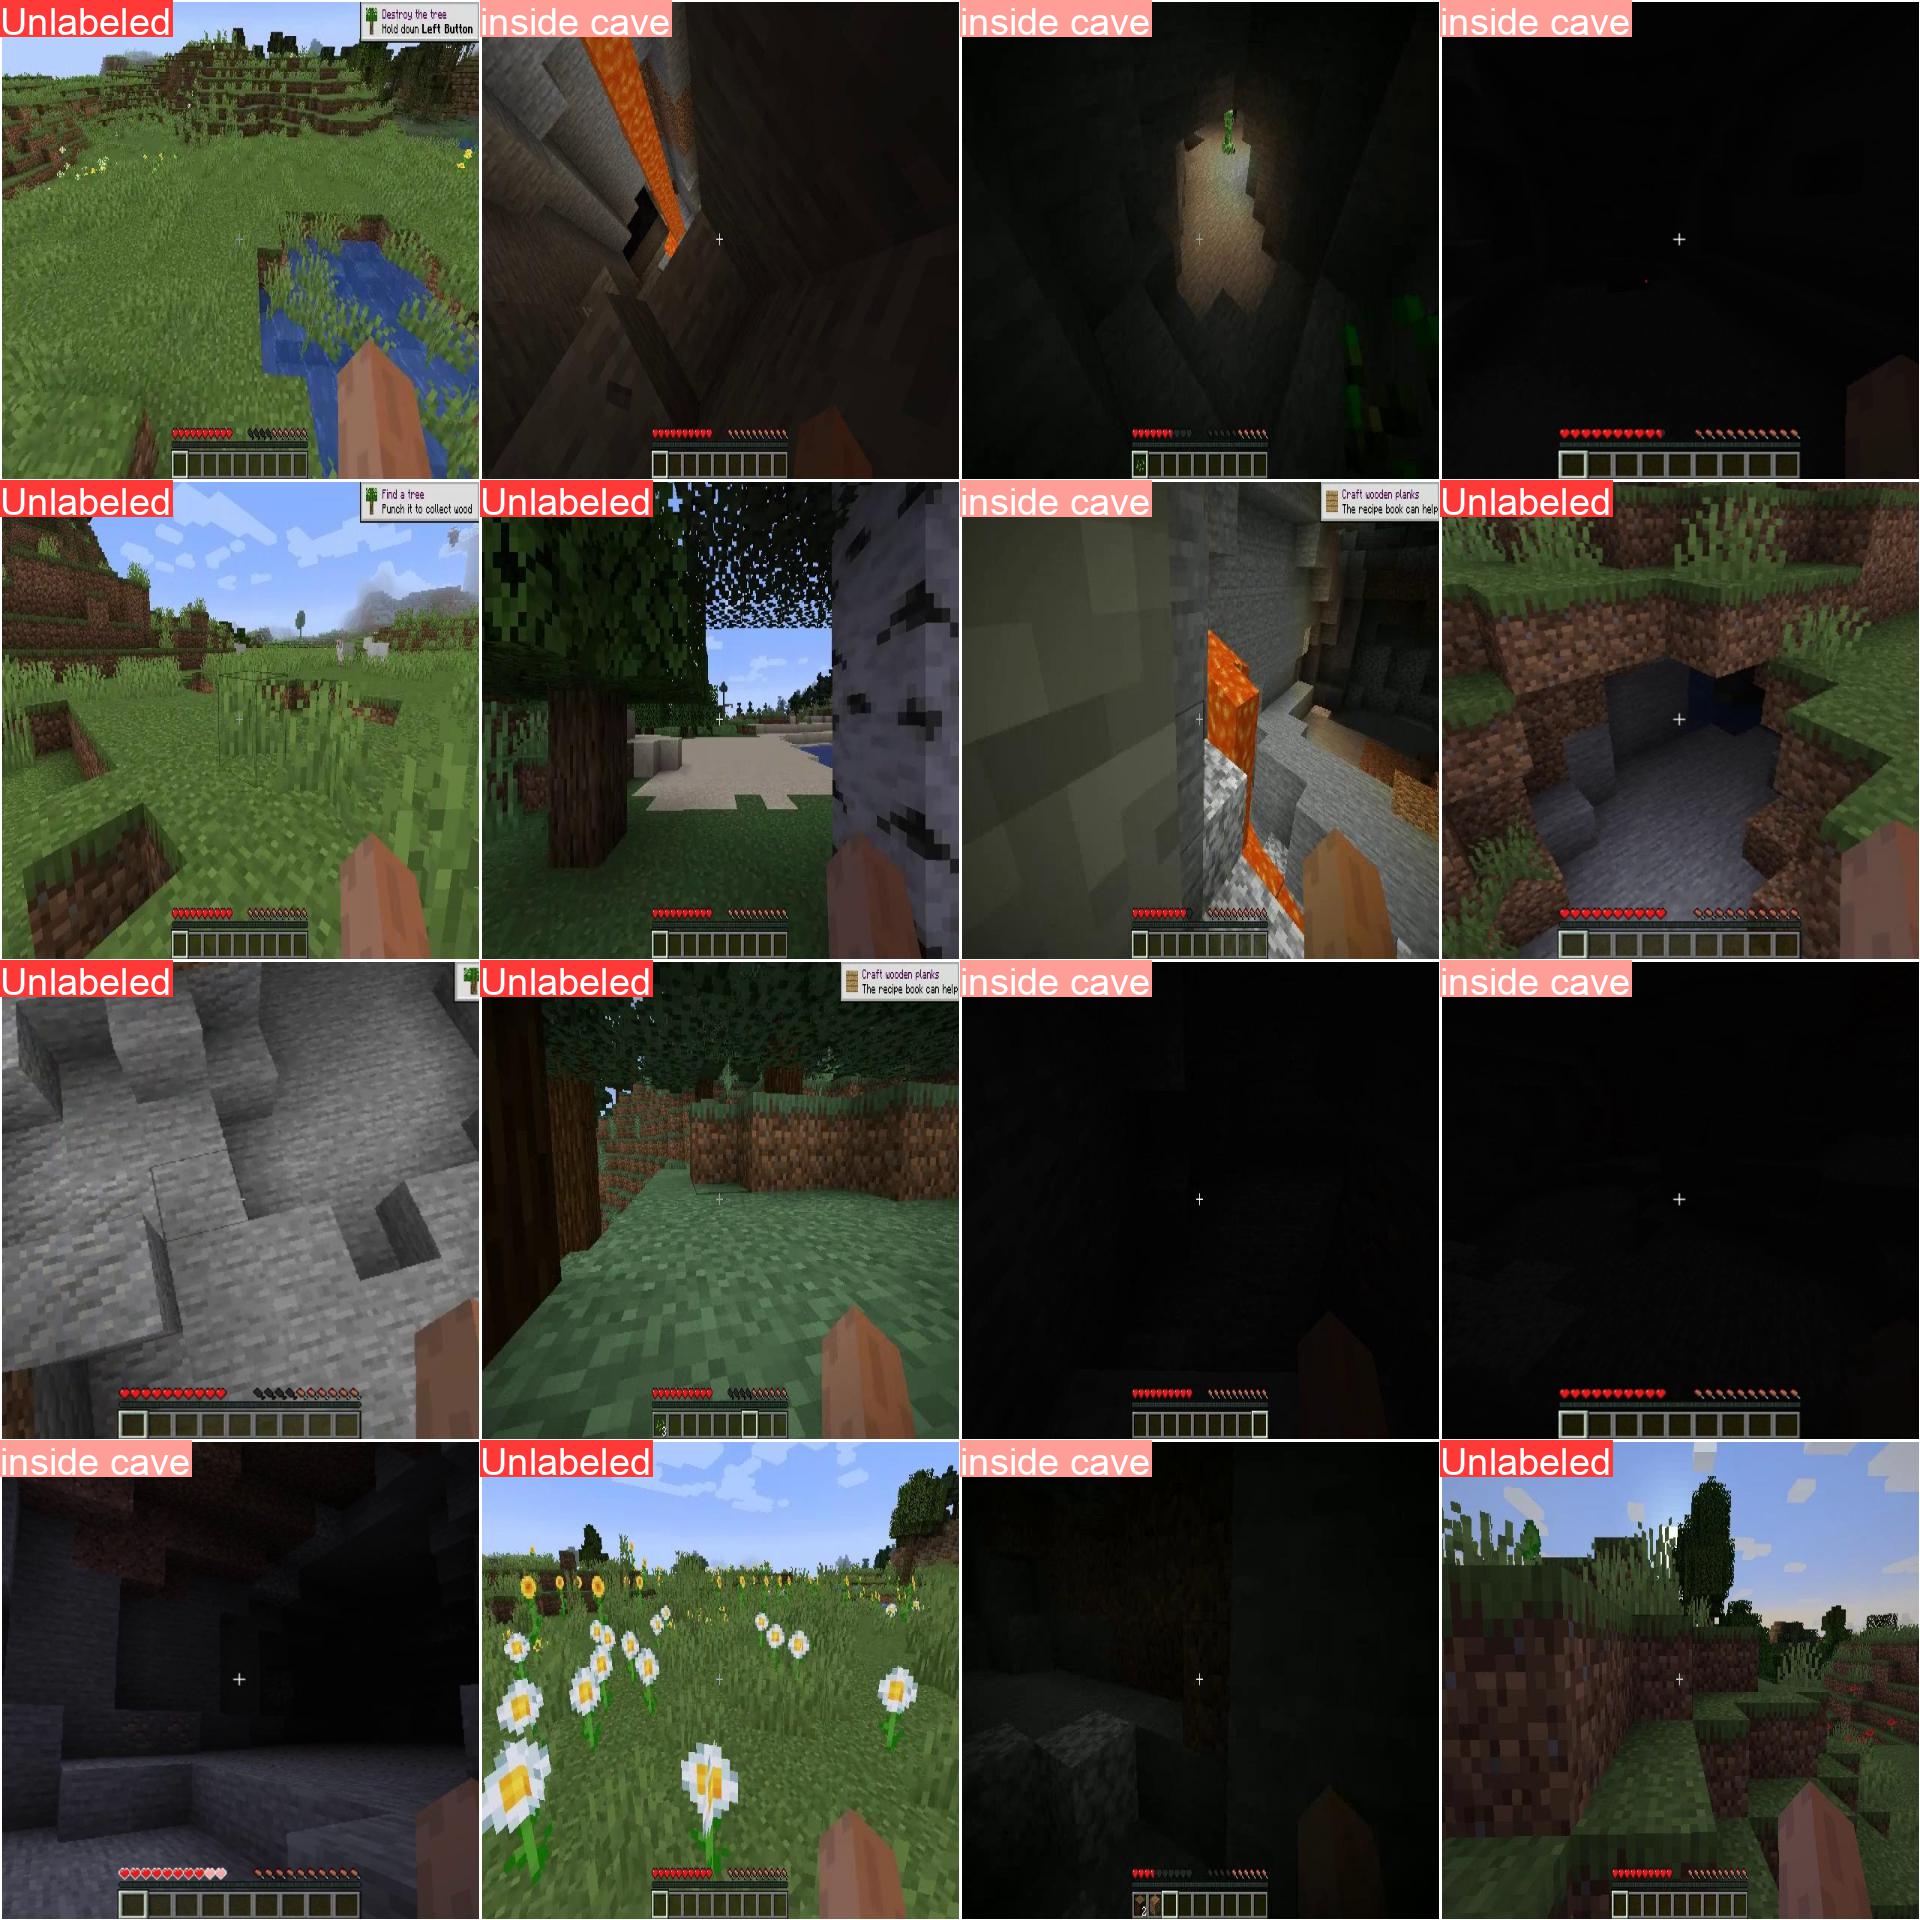 Unlabeled
Destroy the tree
Hold down Left Button
inside cave
inside cave
inside cave
Unlabeled
Find a tree
Punch it to collect wood
Unlabeled
inside cave
Craft wooden planks
The recipe book can help
Unlabeled
Unlabeled
Unlabeled
Craft wooden planks
The recipe book can help
3
inside cave
inside cave
inside cave
Unlabeled
inside cave
2
Unlabeled